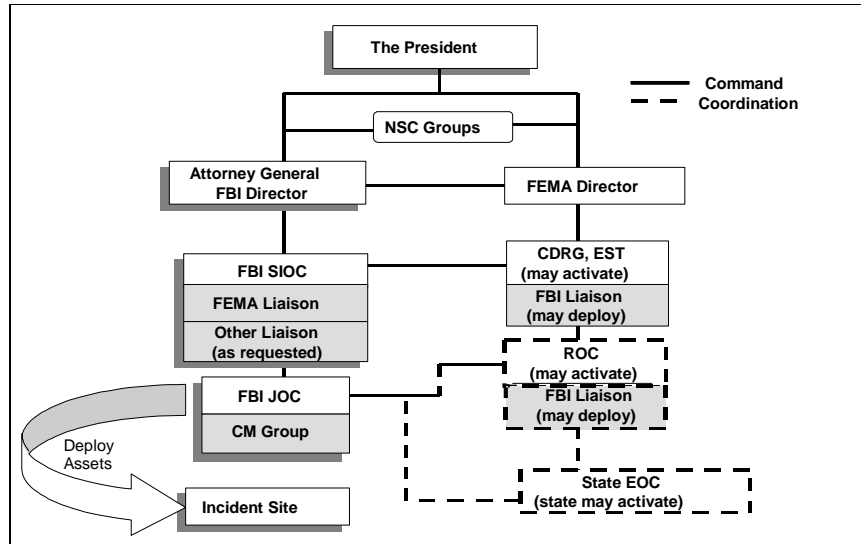 The President
Command
Coordination
NSC Groups
Attorney General
FBI Director
FEMA Director
FBI SIOC
FEMA Liaison
Other Liaison
(as requested)
CDRG, EST
(may activate)
FBI Liaison
(may deploy)
ROC
(may activate)
FBI Liaison
(may deploy)
FBI JOC
CM Group
Deploy
Assets
Incident Site
State EOC
(state may activate)